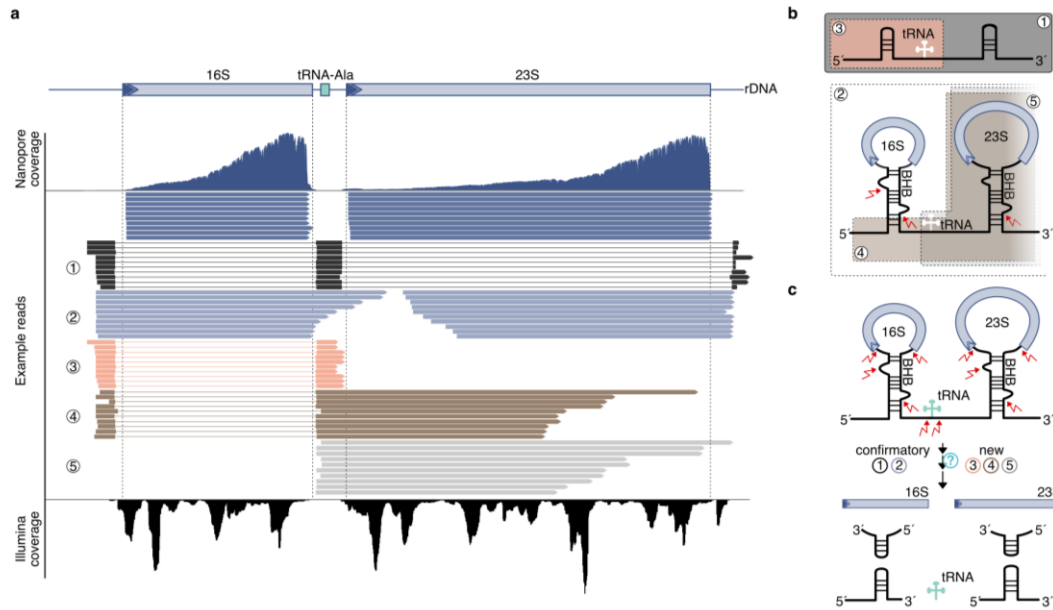 a
16S
tRNA-Ala
23S
rDNA
Nanopore
coverage
Example reads
①
②
③
④
⑤
Illumina
coverage
b
③
①
tRNA
5´
3´
②
⑤
16S
23S
BHB
BHB
tRNA
5´
3´
④
c
16S
23S
BHB
BHB
tRNA
5´
3´
confirmatory
new
①②
?
③④⑤
16S
23
3´
5´
3´
5´
tRNA
5´
3´
5´
3´